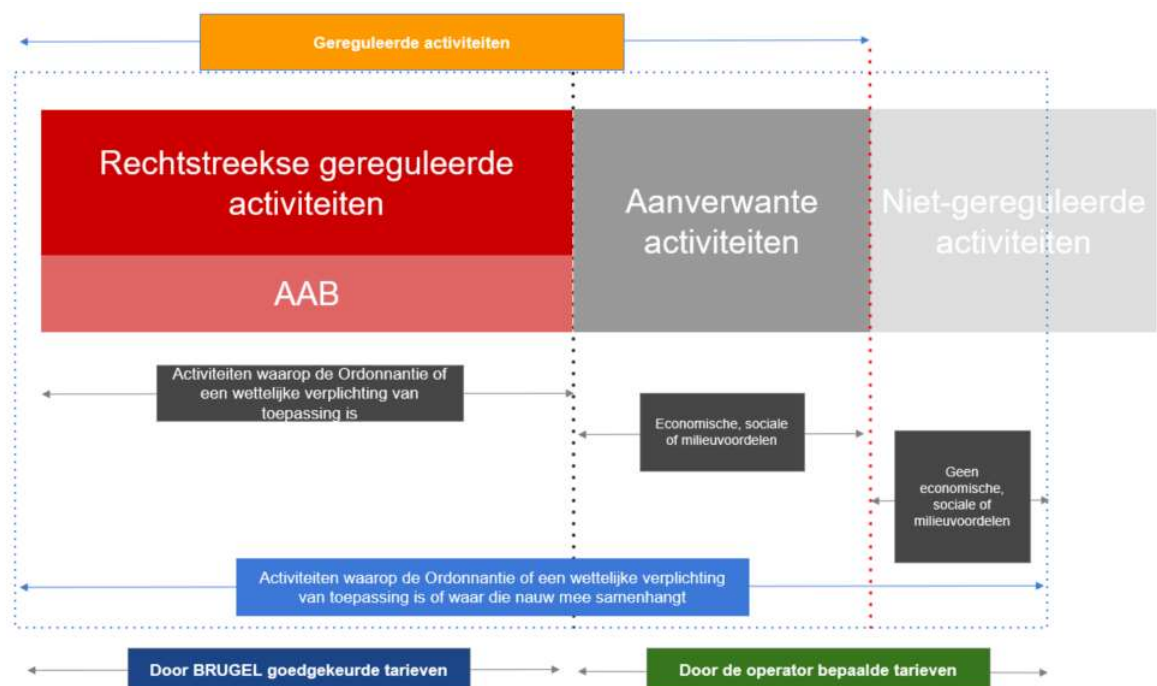 Gereguleerde activiteiten
Rechtstreekse gereguleerde
activiteiten
AAB
Aanverwante
activiteiten
Niet-gereguleerde
activiteiten
Activiteiten waarop de Ordonnantie of
een wettelijke verplichting van
toepassing is
Economische, sociale
of milieuvoordelen
Geen
economische,
sociale of
milieuvoordelen
Activiteiten waarop de Ordonnantie of een wettelijke verplichting
van toepassing is of waar die nauw mee samenhangt
Door BRUGEL goedgekeurde tarieven
Door de operator bepaalde tarieven